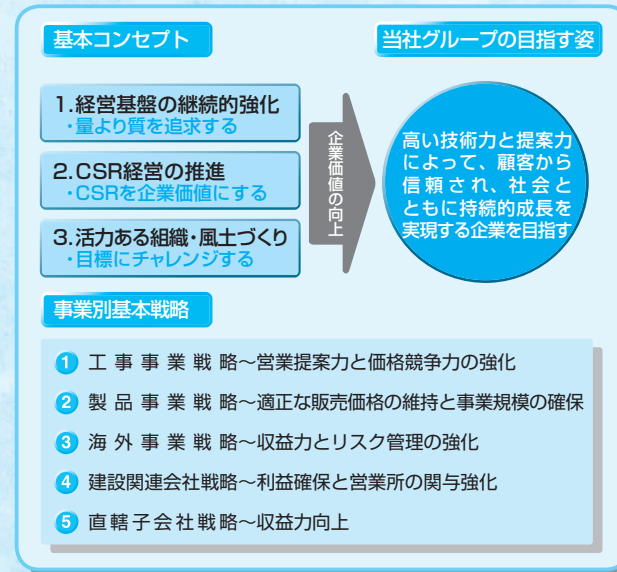 基本コンセプト
当社グループの目指す姿
1.経営基盤の継続的強化
・量より質を追求する
2.CSR経営の推進
・CSRを企業価値にする
3.活力ある組織・風土づくり
・目標にチャレンジする
企業価値の向上
高い技術力と提案力
によって、顧客から
信頼され、社会と
ともに持続的成長を
実現する企業を目指す
事業別基本戦略
1 工事事業戦略〜営業提案力と価格競争力の強化
2 製品事業戦略〜適正な販売価格の維持と事業規模の確保
3 海外事業戦略〜収益力とリスク管理の強化
4 建設関連会社戦略〜利益確保と営業所の関与強化
5 直轄子会社戦略〜収益力向上